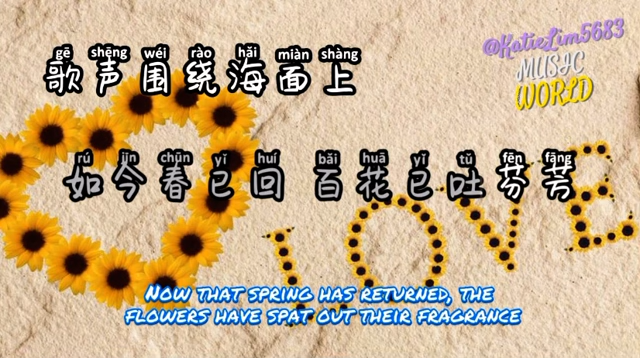 @KatieLim5683
MUSIC
WORLD
gē shēng wéi rào hǎi miàn shàng
歌声围绕海面上
rú jīn chūn yǐ huí bǎi huā yǐ tǔ fēn fāng
如今春已回 百花已吐芬芳
LOVE
NOW THAT SPRING HAS RETURNED, THE
FLOWERS HAVE SPAT OUT THEIR FRAGRANCE